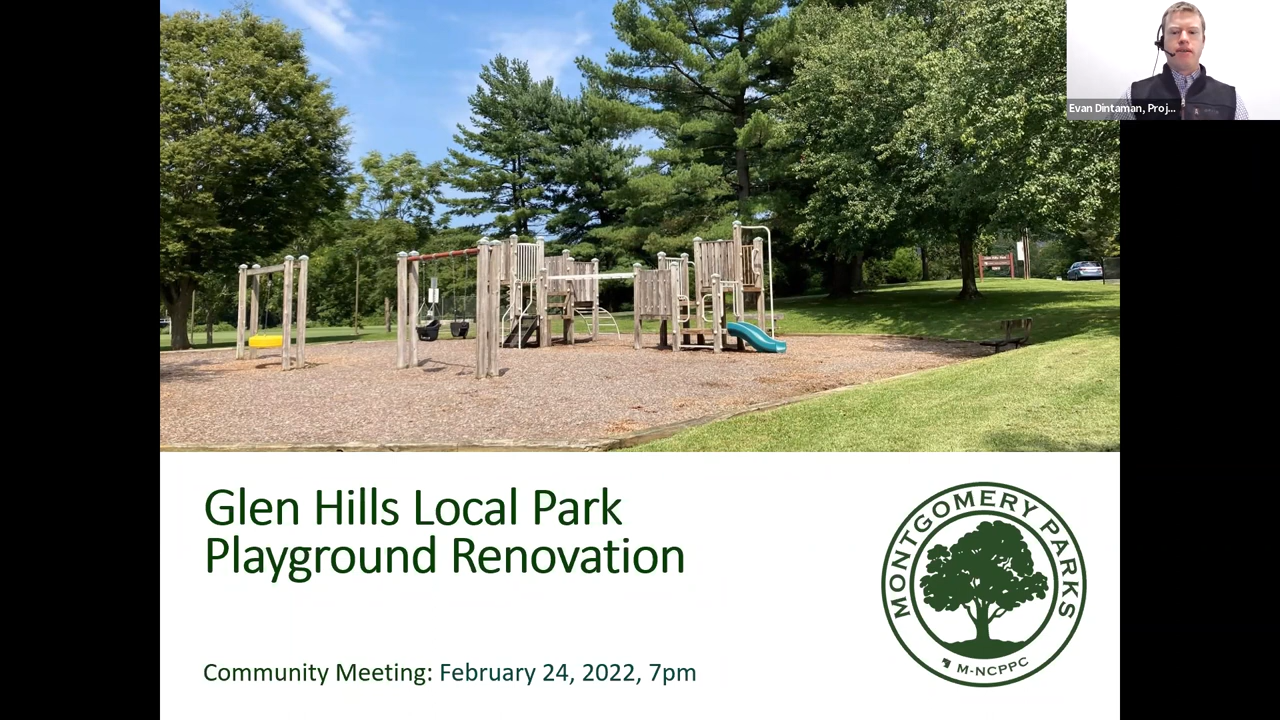 Evan Dintaman, Proj...
Glen Hills Local Park
Playground Renovation
MONTGOMERY PARKS
M-NCPPC
Community Meeting: February 24, 2022, 7pm